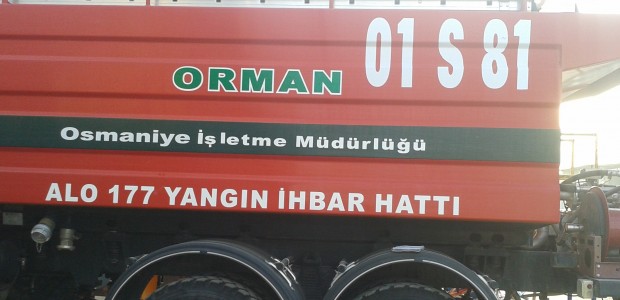 01 S 81
ORMAN
Osmaniye İşletme Müdürlüğü
ALO 177 YANGIN İHBAR HATTI